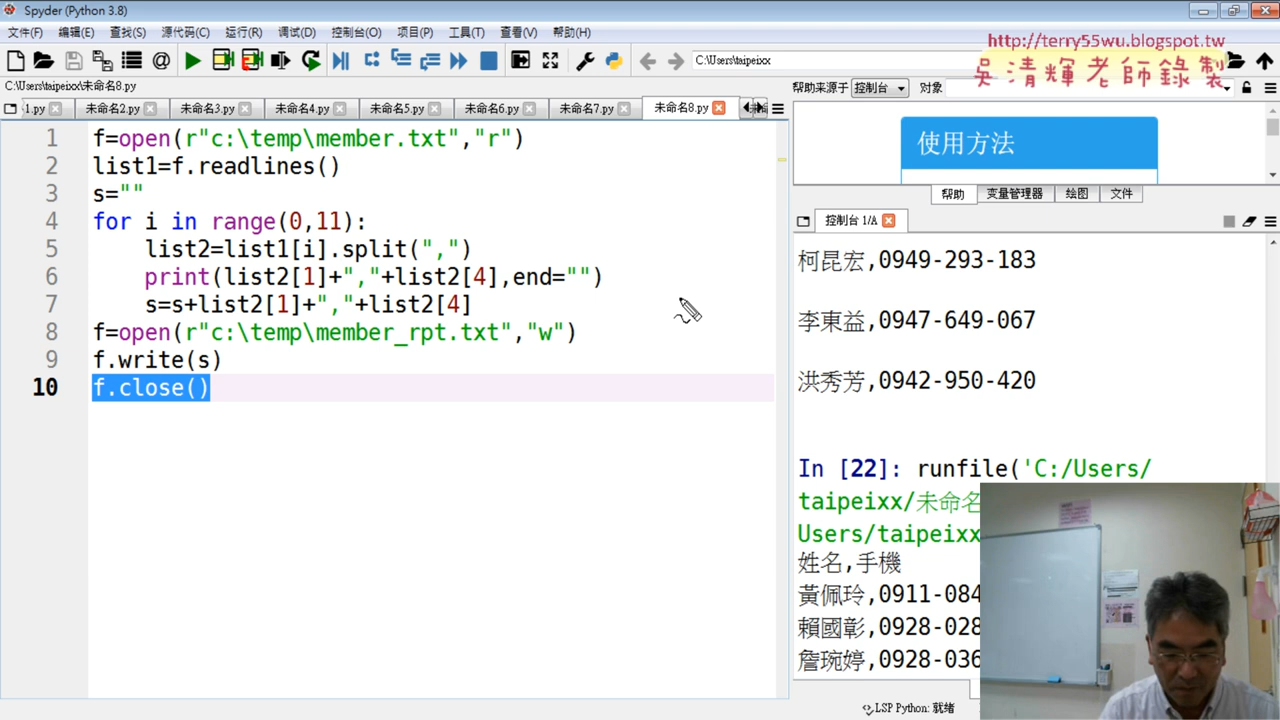 Spyder (Python 3.8)
文件(F) 编辑(E) 查找(S) 源代码(C) 运行(R) 调试(D) 控制台(O) 项目(P) 工具(T) 查看(V) 帮助(H)
C:\Users\taipeixx
http://terry55wu.blogspot.tw
吳清輝老師錄製
C:\Users\taipeixx\未命名8.py
1.py 未命名2.py 未命名3.py 未命名4.py 未命名5.py 未命名6.py 未命名7.py 未命名8.py
1 f=open(r"c:\temp\member.txt","r")
2 list1=f.readlines()
3 s=""
4 for i in range(0,11):
5 list2=list1[i].split(",")
6 print(list2[1]+","+list2[4],end="")
7 s=s+list2[1]+","+list2[4]
8 f=open(r"c:\temp\member_rpt.txt","w")
9 f.write(s)
10 f.close()
帮助来源于 控制台 对象
使用方法
帮助 变量管理器 绘图 文件
控制台 1/A
柯昆宏,0949-293-183
李東益,0947-649-067
洪秀芳,0942-950-420
In [22]: runfile('C:/Users/
taipeixx/未命名
Users/taipeixx
姓名,手機
黃佩玲,0911-084
賴國彰,0928-028
詹琬婷,0928-036
LSP Python: 就绪